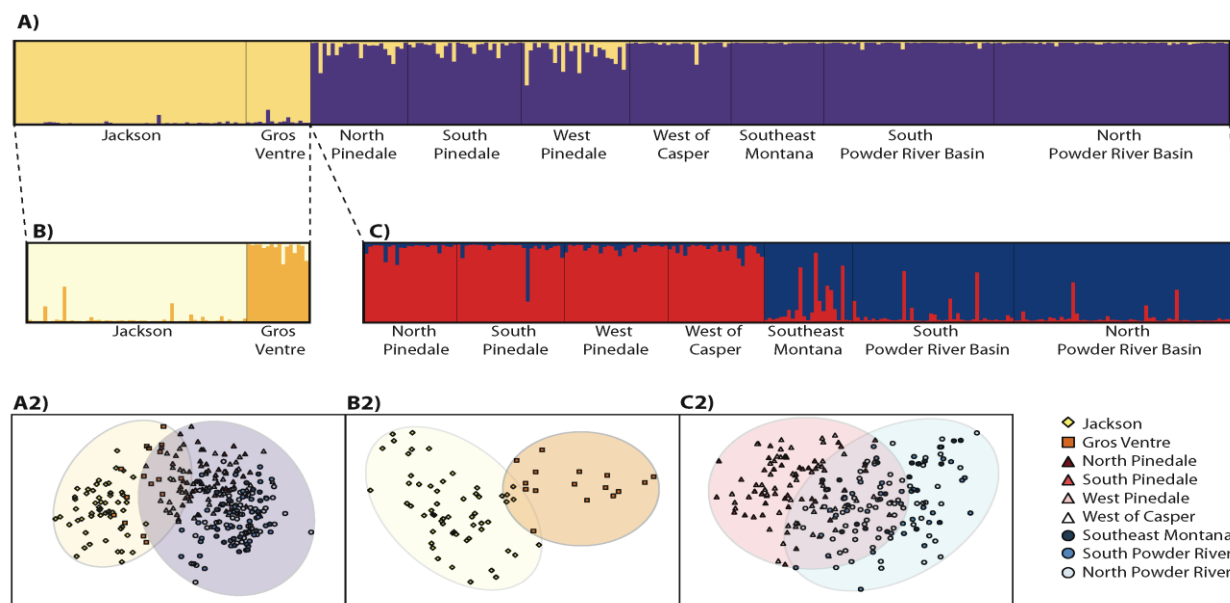 A)
Jackson
Gros
Ventre
North
Pinedale
South
Pinedale
West
Pinedale
West of
Casper
Southeast
Montana
South
Powder River Basin
North
Powder River Basin
B)
Jackson
Gros
Ventre
C)
North
Pinedale
South
Pinedale
West
Pinedale
West of
Casper
Southeast
Montana
South
Powder River Basin
North
Powder River Basin
A2)
B2)
C2)
Jackson
Gros Ventre
North Pinedale
South Pinedale
West Pinedale
West of Casper
Southeast Montana
South Powder River
North Powder River